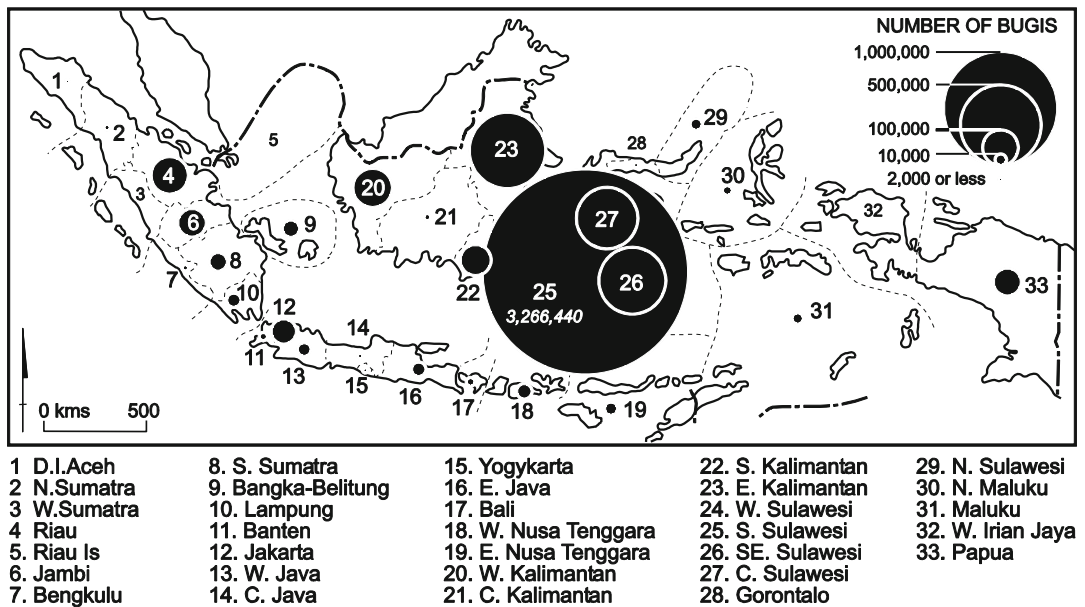 NUMBER OF BUGIS
1,000,000
500,000
100,000
10,000
2,000 or less
1
2
3
4
5
6
7
8
9
10
11
12
13
14
15
16
17
18
19
20
21
22
23
25
3,266,440
26
27
28
29
30
31
32
33
0 kms 500
1 D.I.Aceh
2 N.Sumatra
3 W.Sumatra
4 Riau
5. Riau Is
6. Jambi
7. Bengkulu
8. S. Sumatra
9. Bangka-Belitung
10. Lampung
11. Banten
12. Jakarta
13. W. Java
14. C. Java
15. Yogykarta
16. E. Java
17. Bali
18. W. Nusa Tenggara
19. E. Nusa Tenggara
20. W. Kalimantan
21. C. Kalimantan
22. S. Kalimantan
23. E. Kalimantan
24. W. Sulawesi
25. S. Sulawesi
26. SE. Sulawesi
27. C. Sulawesi
28. Gorontalo
29. N. Sulawesi
30. N. Maluku
31. Maluku
32. W. Irian Jaya
33. Papua